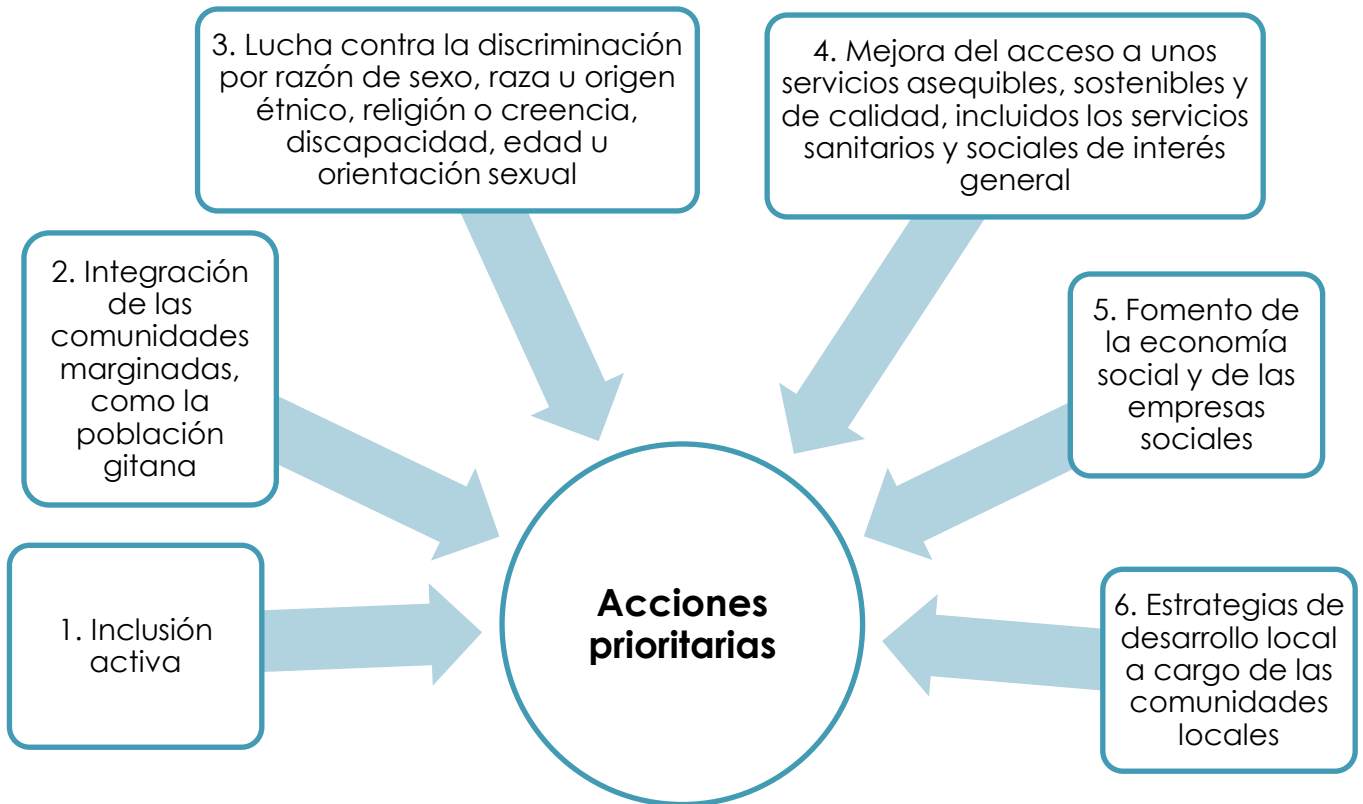 3. Lucha contra la discriminación
por razón de sexo, raza u origen
étnico, religión o creencia,
discapacidad, edad u
orientación sexual
4. Mejora del acceso a unos
servicios asequibles, sostenibles y
de calidad, incluidos los servicios
sanitarios y sociales de interés
general
2. Integración
de las
comunidades
marginadas,
como la
población
gitana
5. Fomento de
la economía
social y de las
empresas
sociales
1. Inclusión
activa
Acciones
prioritarias
6. Estrategias de
desarrollo local
a cargo de las
comunidades
locales